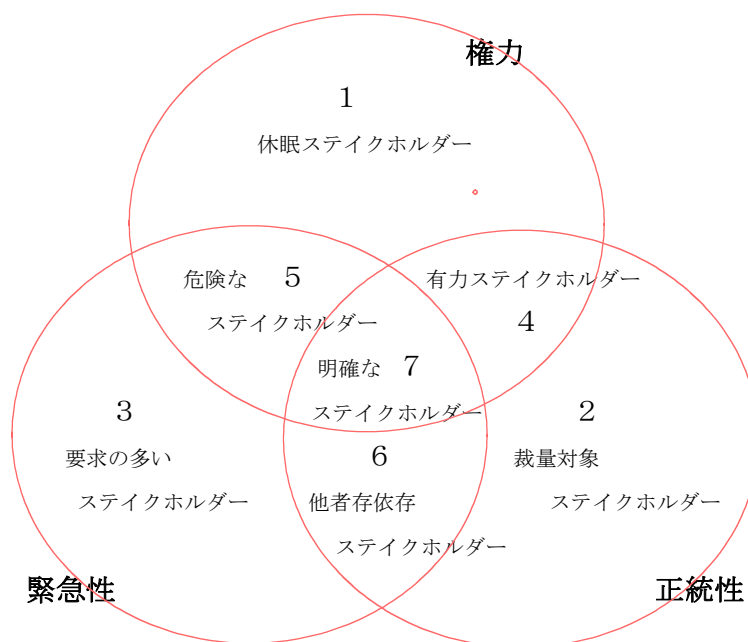 権力
1
休眠ステイクホルダー
危険な 5
ステイクホルダー
有力ステイクホルダー
4
明確な 7
ステイクホルダー
3
要求の多い
ステイクホルダー
2
裁量対象
ステイクホルダー
6
他者存依存
ステイクホルダー
緊急性
正統性